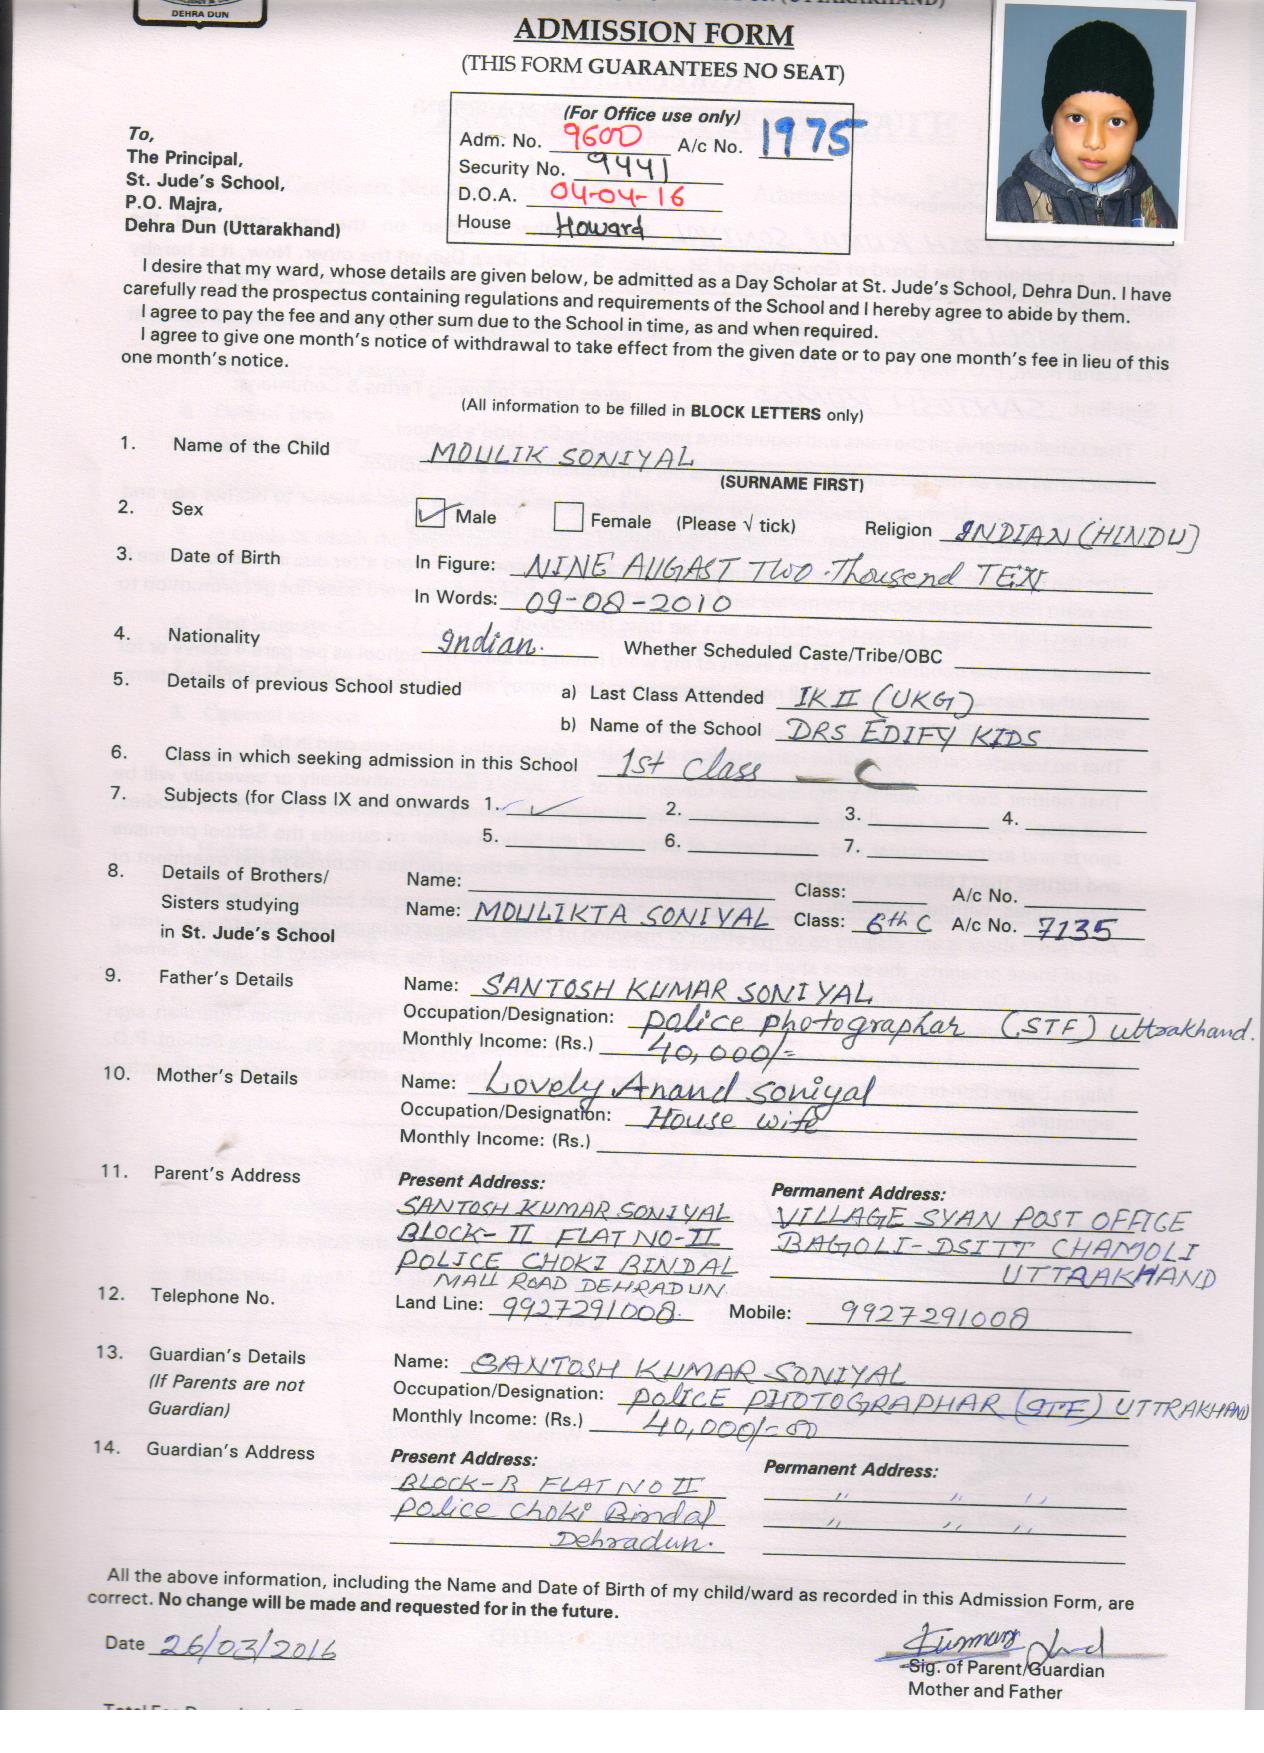 DEHRA DUN
ADMISSION FORM
(THIS FORM GUARANTEES NO SEAT)
(For Office use only)
Adm. No. 9600 A/c No. 1975
Security No. 9441
D.O.A. 04-04-16
House Howard
To,
The Principal,
St. Jude's School,
P.O. Majra,
Dehra Dun (Uttarakhand)
I desire that my ward, whose details are given below, be admitted as a Day Scholar at St. Jude's School, Dehra Dun. I have
carefully read the prospectus containing regulations and requirements of the School and I hereby agree to abide by them.
I agree to pay the fee and any other sum due to the School in time, as and when required.
I agree to give one month's notice of withdrawal to take effect from the given date or to pay one month's fee in lieu of this
one month's notice.
(All information to be filled in BLOCK LETTERS only)
1. Name of the Child MOULIK SONIYAL
(SURNAME FIRST)
2. Sex Male Female (Please √ tick) Religion INDIAN (HINDU)
3. Date of Birth In Figure: NINE AUGAST TWO Thousend TEN
In Words: 09-08-2010
4. Nationality Indian. Whether Scheduled Caste/Tribe/OBC
5. Details of previous School studied a) Last Class Attended IK II (UKG)
b) Name of the School DRS EDIFY KIDS
6. Class in which seeking admission in this School 1st Class — C
7. Subjects (for Class IX and onwards 1. ✓ 2. 3. 4.
5. 6. 7.
8. Details of Brothers/ Name: Class: A/c No.
Sisters studying Name: MOULIKTA SONIYAL Class: 6th C A/c No. 7135
in St. Jude's School
9. Father's Details Name: SANTOSH KUMAR SONIYAL
Occupation/Designation: Police photographar (STF) uttrakhand.
Monthly Income: (Rs.) 40,000/=
10. Mother's Details Name: Lovely Anand Soniyal
Occupation/Designation: House wife
Monthly Income: (Rs.)
11. Parent's Address Present Address: Permanent Address:
SANTOSH KUMAR SONIYAL VILLAGE SYAN POST OFFICE
BLOCK-II FLAT NO-II BAGOLI-DSITT CHAMOLI
POLICE CHOKI BINDAL UTTRAKHAND
MALL ROAD DEHRADUN
12. Telephone No. Land Line: 9927291008 Mobile: 9927291008
13. Guardian's Details Name: SANTOSH KUMAR SONIYAL
(If Parents are not Occupation/Designation: POLICE PHOTOGRAPHAR (STF) UTTRAKHAND
Guardian) Monthly Income: (Rs.) 40,000/=
14. Guardian's Address Present Address: Permanent Address:
BLOCK-B FLAT NO II " " "
Police Choki Bindal " " "
Dehradun.
All the above information, including the Name and Date of Birth of my child/ward as recorded in this Admission Form, are
correct. No change will be made and requested for in the future.
Date 26/03/2016
Sig. of Parent/Guardian
Mother and Father